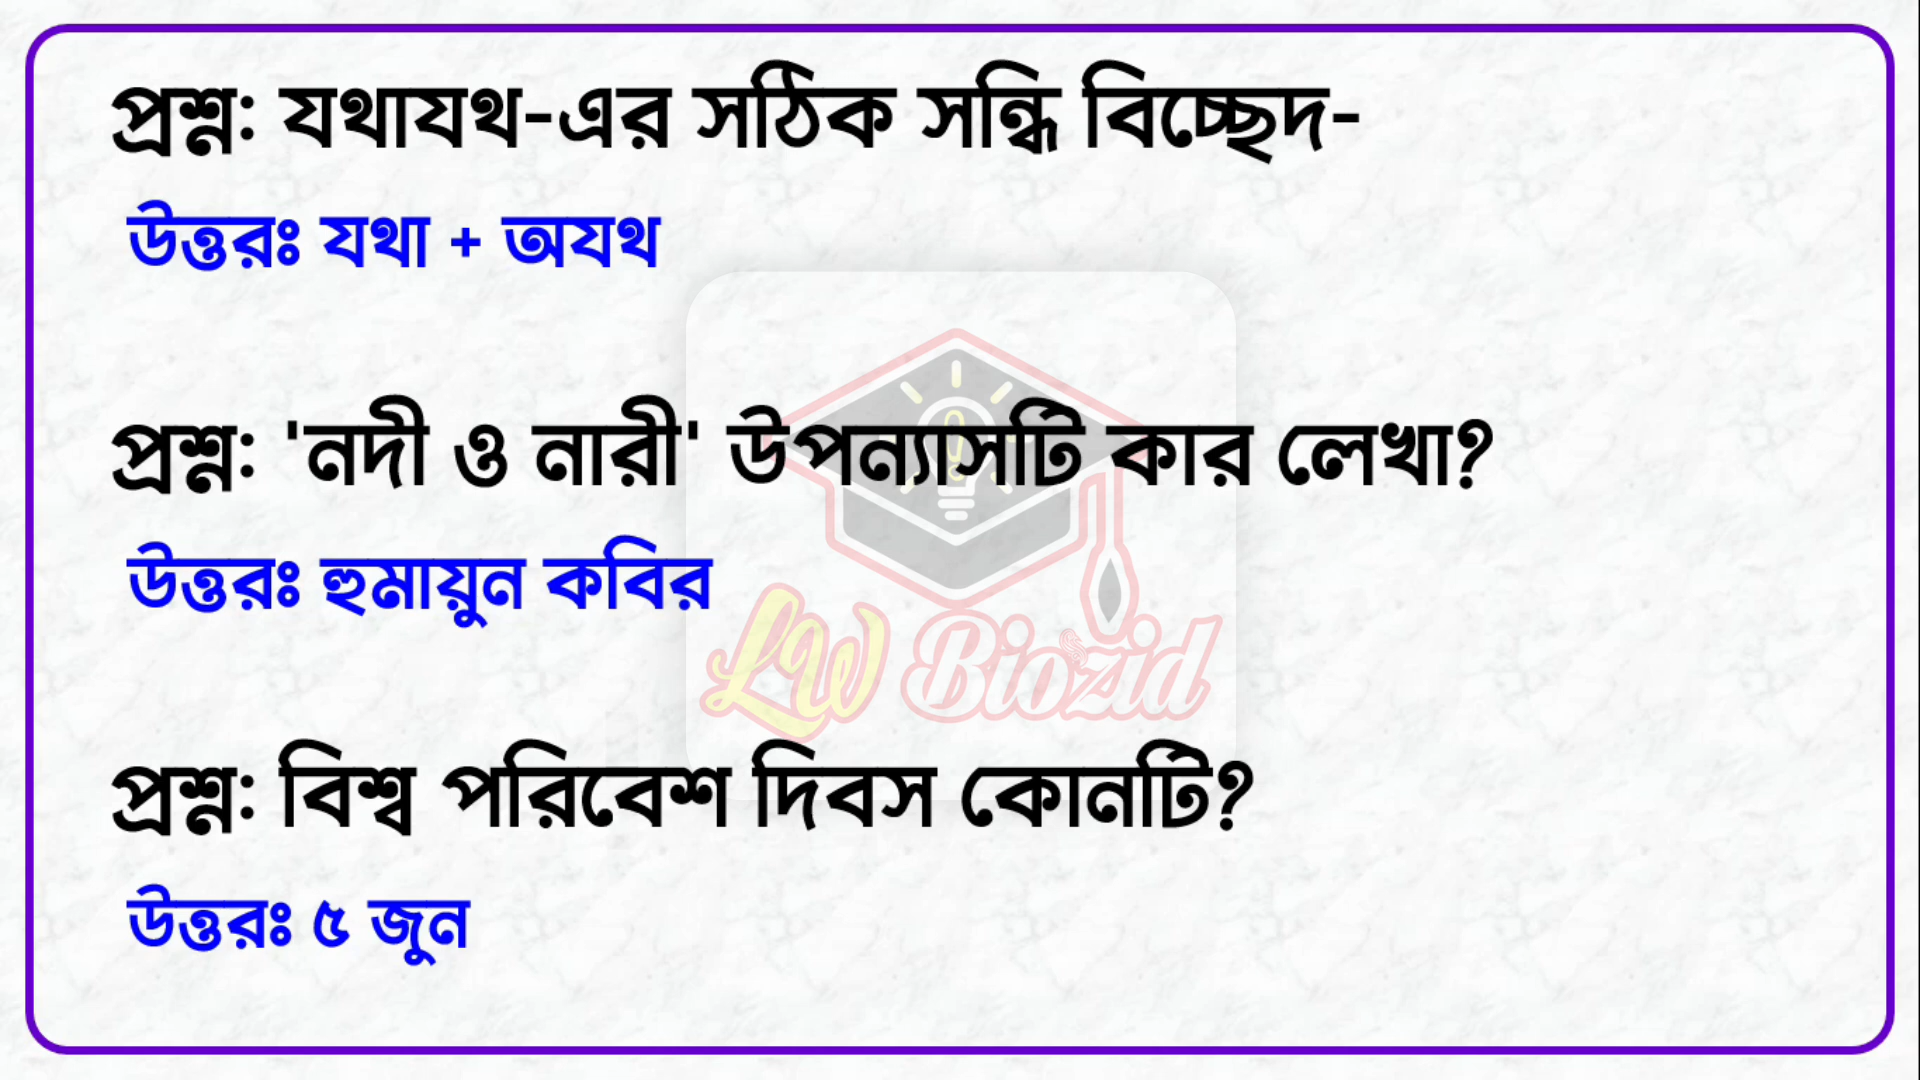 প্রশ্ন: যথাযথ-এর সঠিক সন্ধি বিচ্ছেদ-
উত্তরঃ যথা + অযথ
প্রশ্ন: 'নদী ও নারী' উপন্যাসটি কার লেখা?
উত্তরঃ হুমায়ুন কবির
LW Biozid
প্রশ্ন: বিশ্ব পরিবেশ দিবস কোনটি?
উত্তরঃ ৫ জুন